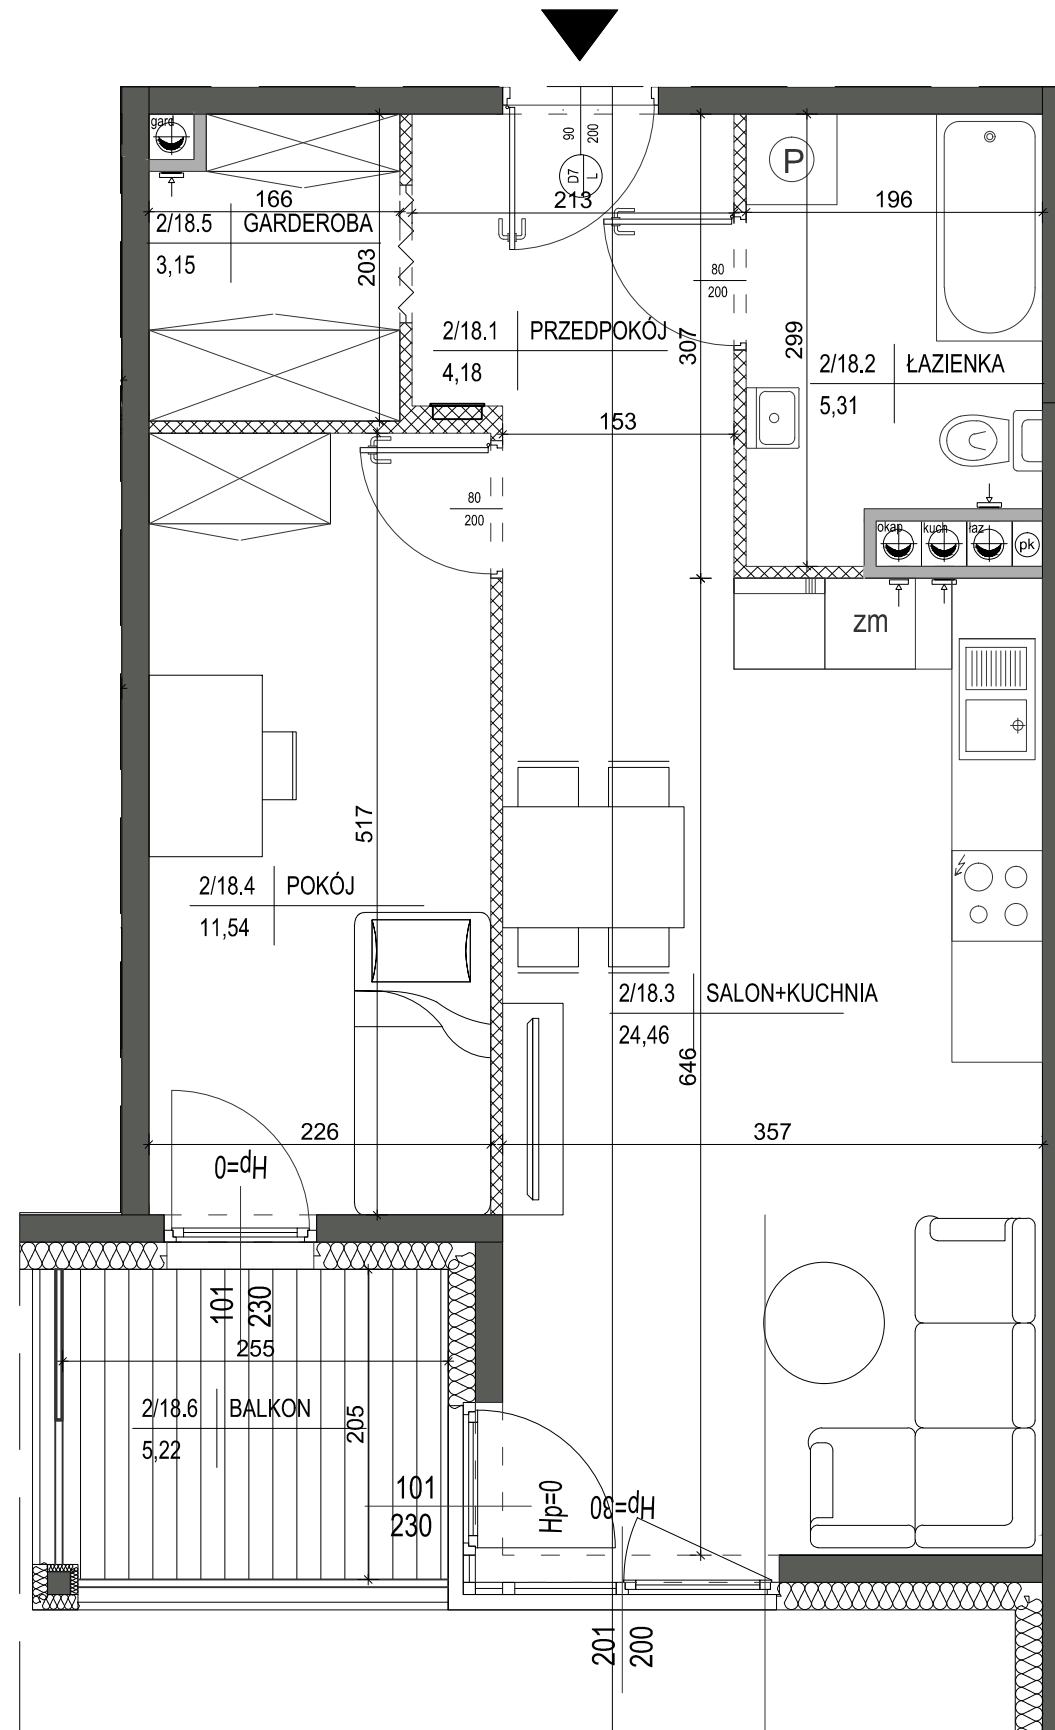 90
200
D7
L
gard
P
166
213
196
2/18.5 GARDEROBA
3,15
203
80
200
2/18.1 PRZEDPOKÓJ
4,18
307
299
2/18.2 ŁAZIENKA
5,31
153
80
200
okap
kuch
łaz
pk
zm
517
2/18.4 POKÓJ
11,54
2/18.3 SALON+KUCHNIA
24,46
646
226
357
Hp=0
101
230
255
2/18.6 BALKON
5,22
205
101
230
Hp=0
Hp=30
201
200